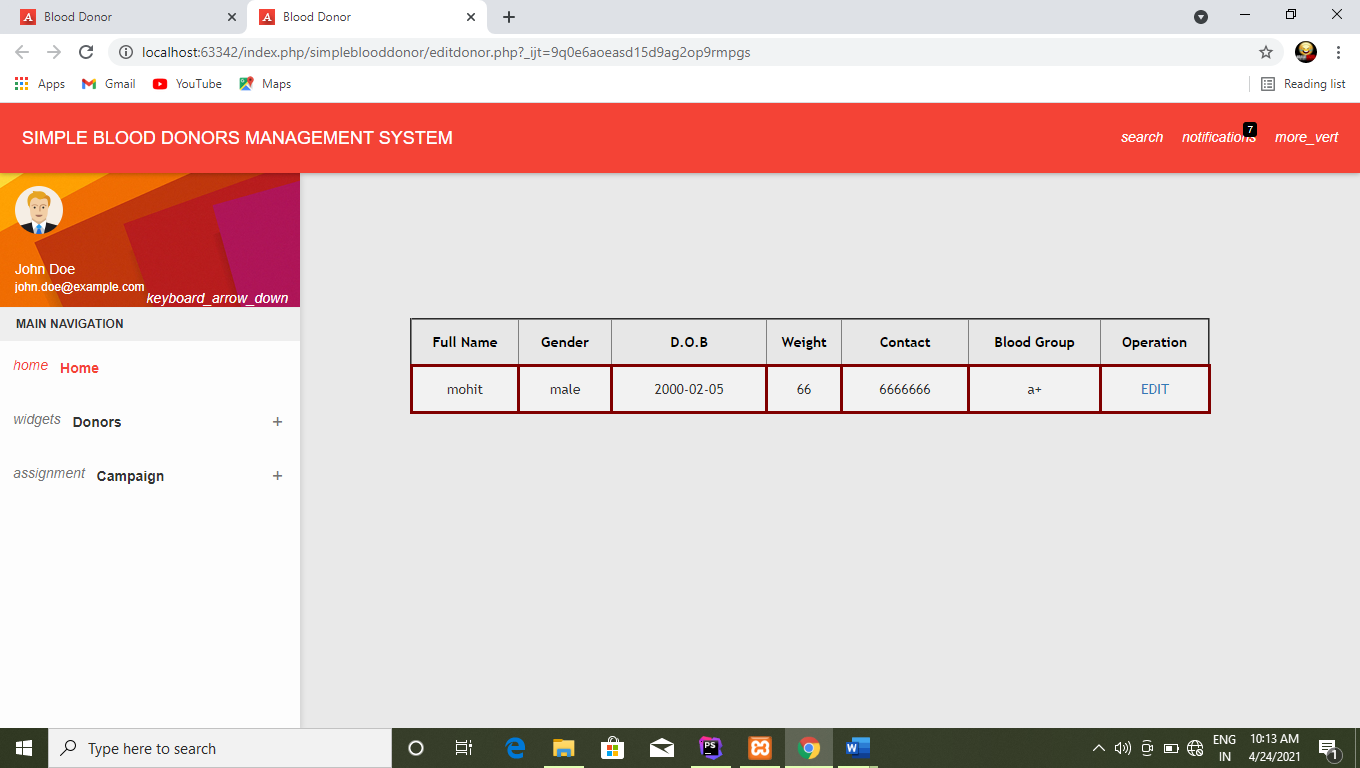 Blood Donor
Blood Donor
localhost:63342/index.php/simpleblooddonor/editdonor.php?_ijt=9q0e6aoeasd15d9ag2op9rmpgs
Apps Gmail YouTube Maps Reading list
SIMPLE BLOOD DONORS MANAGEMENT SYSTEM
search notifications 7 more_vert
John Doe
john.doe@example.com
keyboard_arrow_down
MAIN NAVIGATION
home Home
widgets Donors +
assignment Campaign +
Full Name Gender D.O.B Weight Contact Blood Group Operation
mohit male 2000-02-05 66 6666666 a+ EDIT
Type here to search
PS
ENG
IN
10:13 AM
4/24/2021
1